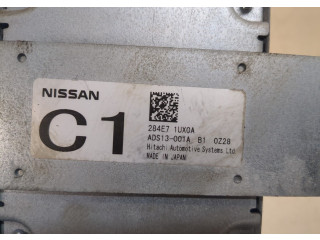 NISSAN
C1
284E7 1UX0A
ADS13-001A B1 0Z28
Hitachi Automotive Systems Ltd
MADE IN JAPAN